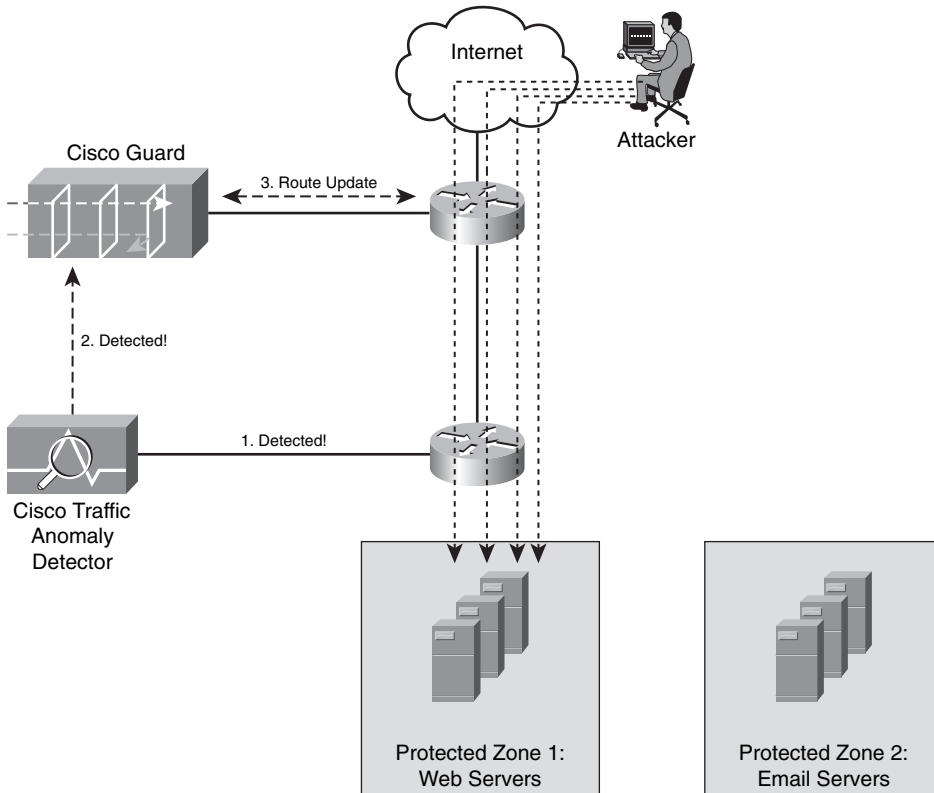 Internet
Attacker
Cisco Guard
3. Route Update
2. Detected!
1. Detected!
Cisco Traffic
Anomaly
Detector
Protected Zone 1:
Web Servers
Protected Zone 2:
Email Servers